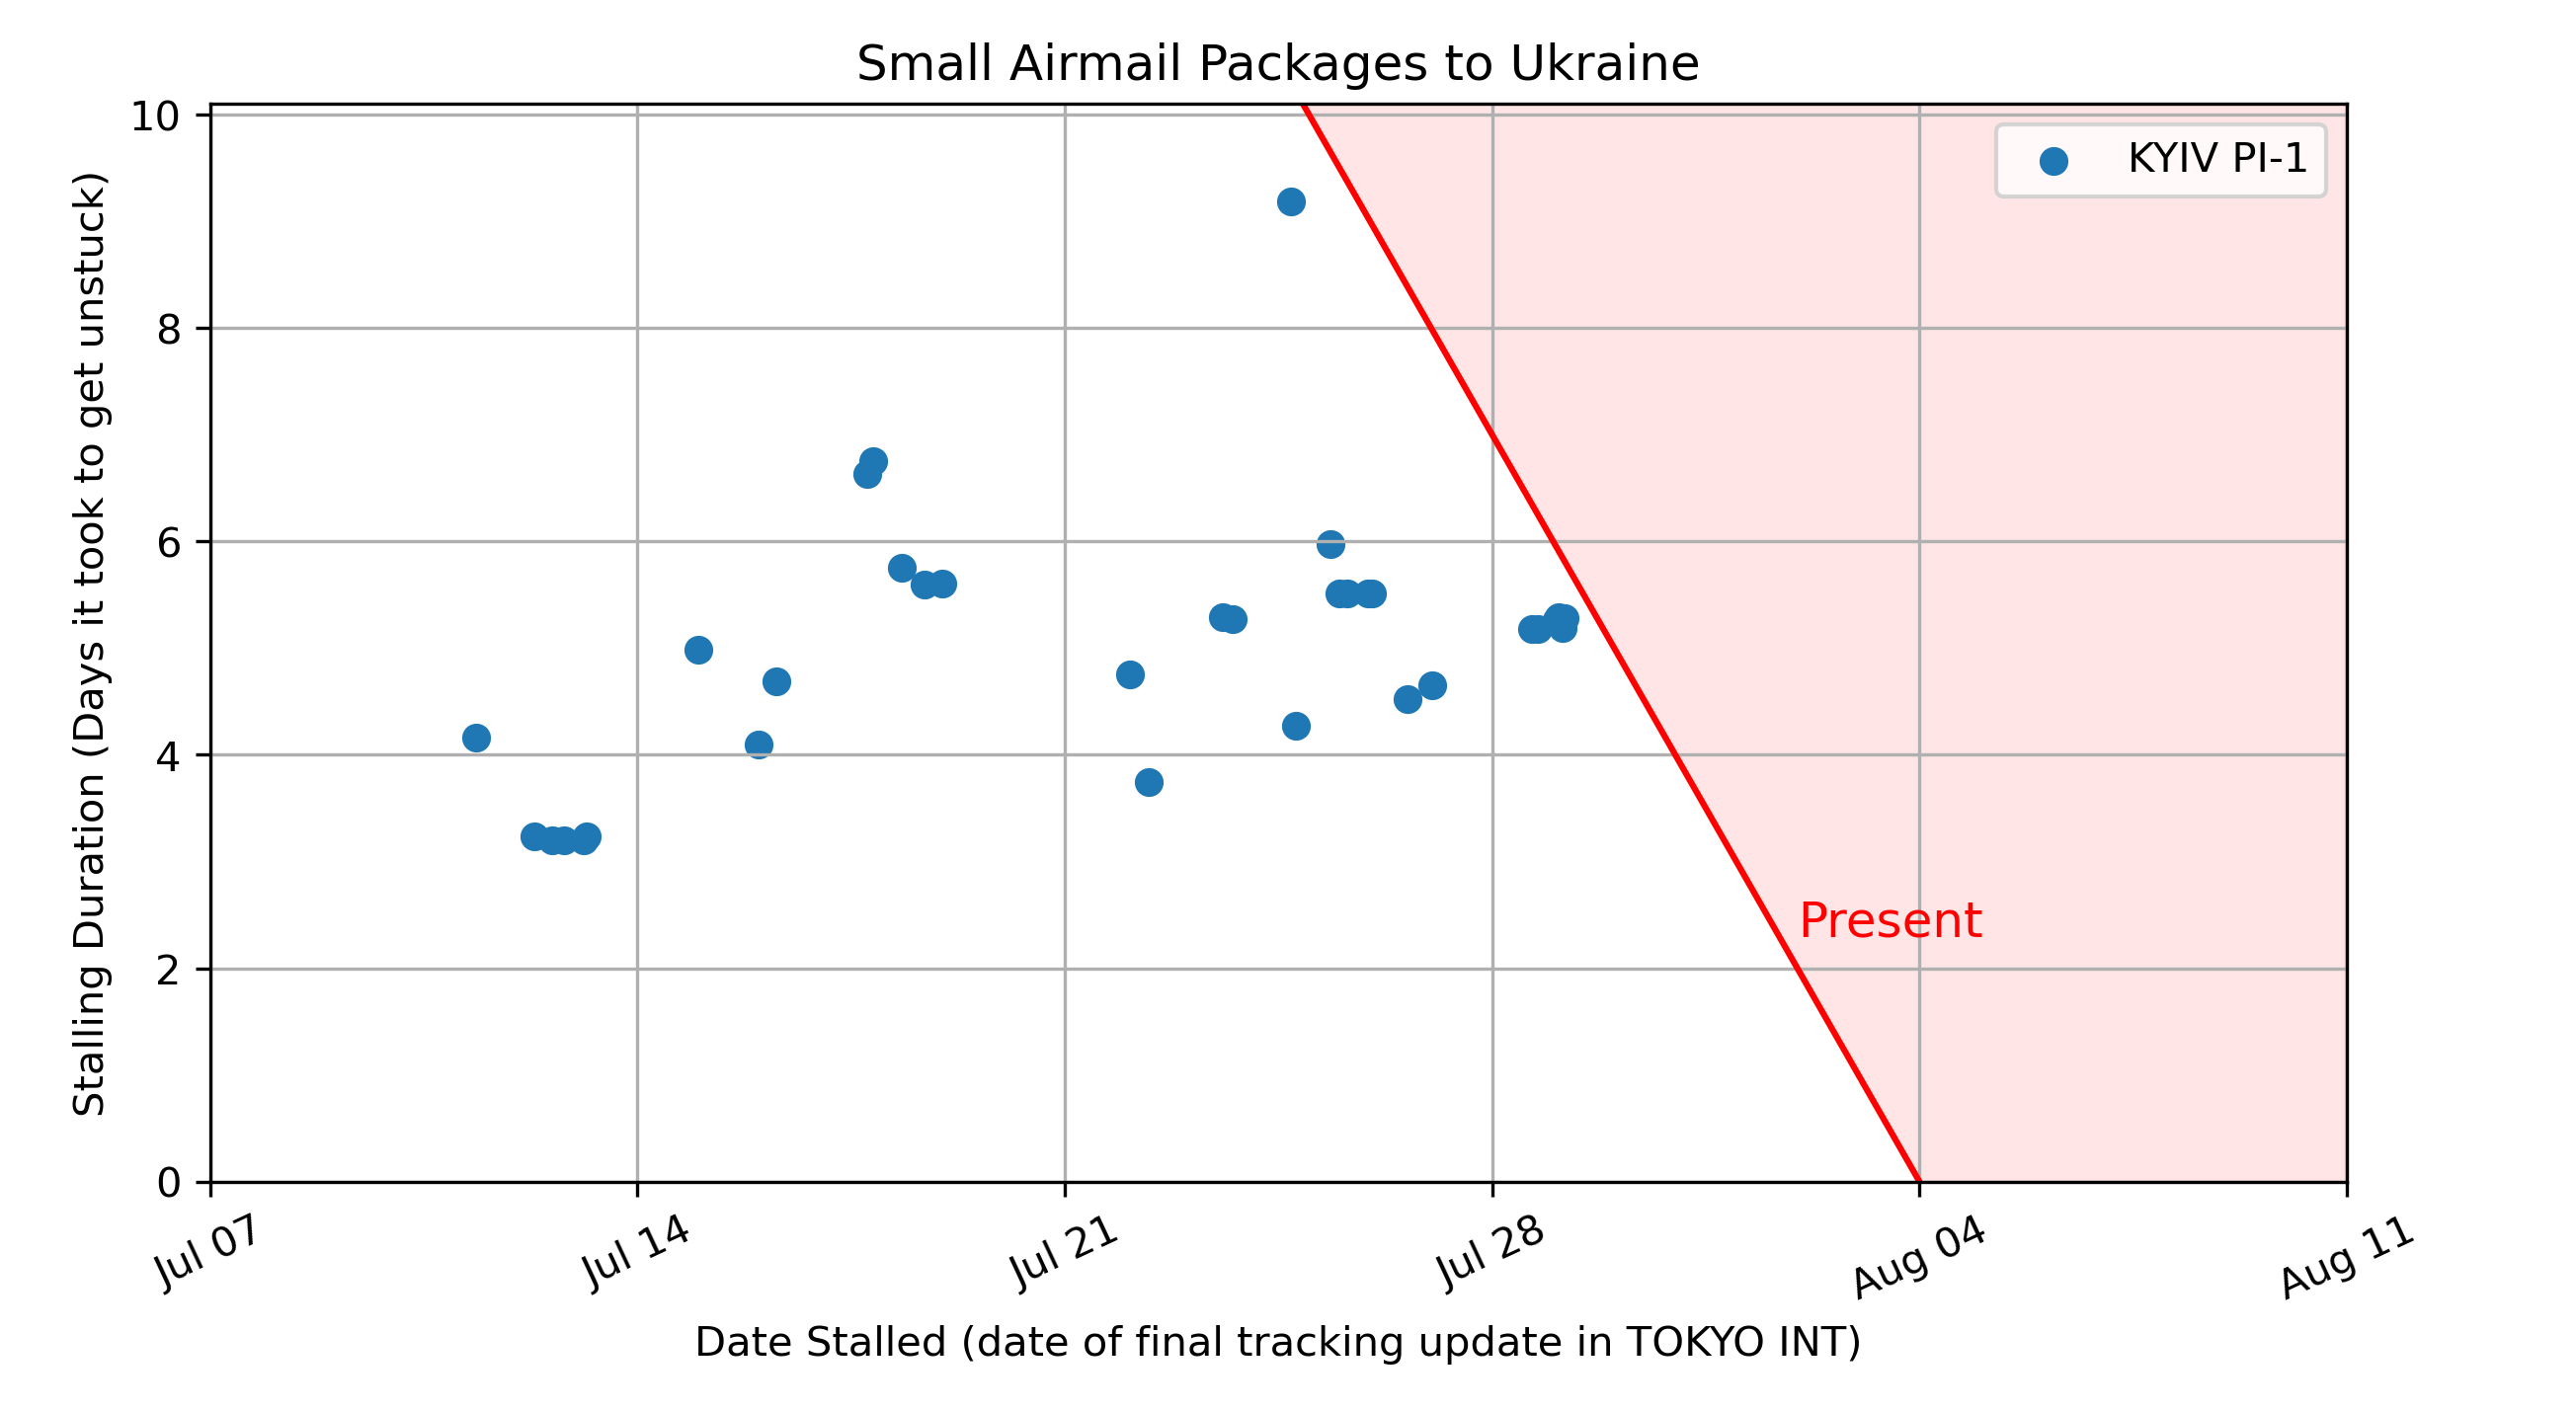 Small Airmail Packages to Ukraine
Stalling Duration (Days it took to get unstuck)
10
8
6
4
2
0
KYIV PI-1
Present
Jul 07
Jul 14
Jul 21
Jul 28
Aug 04
Aug 11
Date Stalled (date of final tracking update in TOKYO INT)